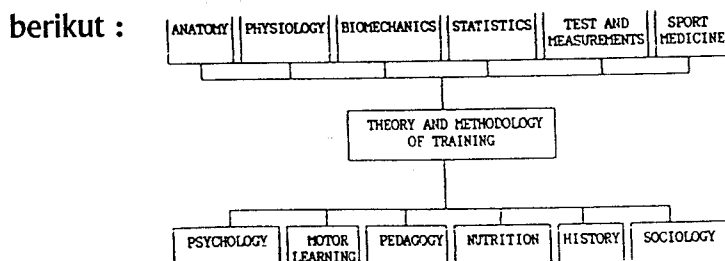 berikut :
ANATOMY PHYSIOLOGY BIOMECHANICS STATISTICS TEST AND MEASUREMENTS SPORT MEDICINE
THEORY AND METHODOLOGY
OF TRAINING
PSYCHOLOGY MOTOR LEARNING PEDAGOGY NUTRITION HISTORY SOCIOLOGY